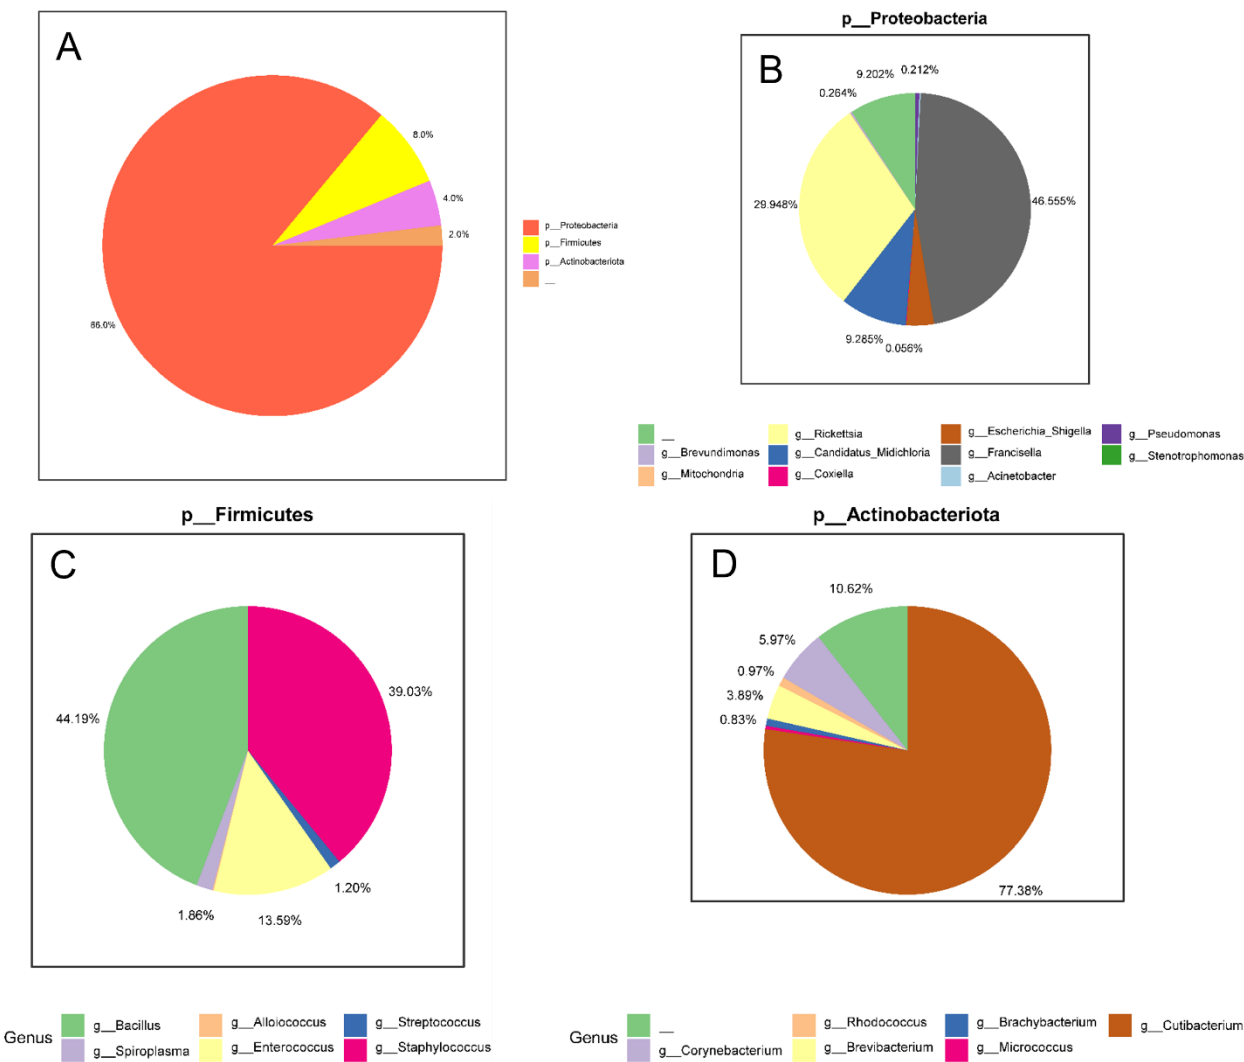 A
8.0%
4.0%
2.0%
86.0%
p__Proteobacteria
p__Firmicutes
p__Actinobacteriota
__
p__Proteobacteria
B
9.202% 0.212%
0.264%
29.948%
46.555%
9.285%
0.056%
__
g__Brevundimonas
g__Mitochondria
g__Rickettsia
g__Candidatus_Midichloria
g__Coxiella
g__Escherichia_Shigella
g__Francisella
g__Acinetobacter
g__Pseudomonas
g__Stenotrophomonas
p__Firmicutes
C
39.03%
44.19%
1.20%
1.86%
13.59%
Genus
g__Bacillus
g__Spiroplasma
g__Alloiococcus
g__Enterococcus
g__Streptococcus
g__Staphylococcus
p__Actinobacteriota
D
10.62%
5.97%
0.97%
3.89%
0.83%
77.38%
Genus
__
g__Corynebacterium
g__Rhodococcus
g__Brevibacterium
g__Brachybacterium
g__Micrococcus
g__Cutibacterium